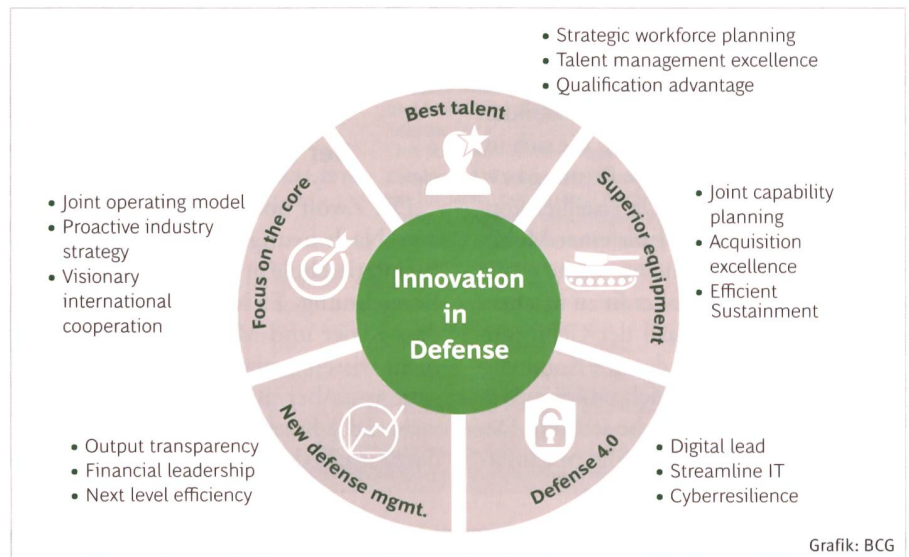 • Strategic workforce planning
• Talent management excellence
• Qualification advantage
Best talent
• Joint operating model
• Proactive industry
strategy
• Visionary
international
cooperation
Focus on the core
Superior equipment
• Joint capability
planning
• Acquisition
excellence
• Efficient
Sustainment
Innovation
in
Defense
New defense mgmt.
Defense 4.0
• Output transparency
• Financial leadership
• Next level efficiency
• Digital lead
• Streamline IT
• Cyberresilience
Grafik: BCG